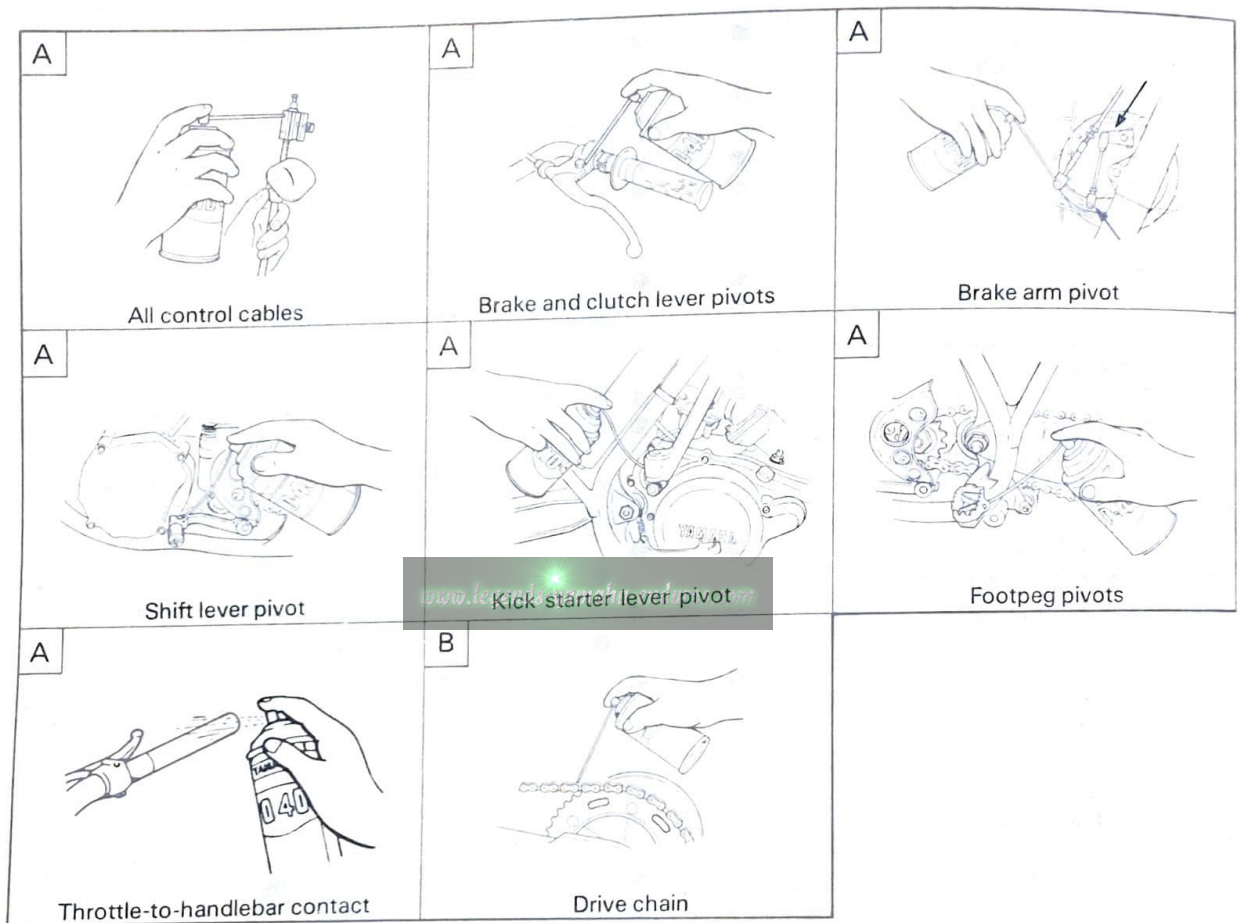 A
A
A
All control cables
Brake and clutch lever pivots
Brake arm pivot
A
A
A
YAMAHA
Shift lever pivot
Kick starter lever pivot
Footpeg pivots
A
B
040
Throttle-to-handlebar contact
Drive chain